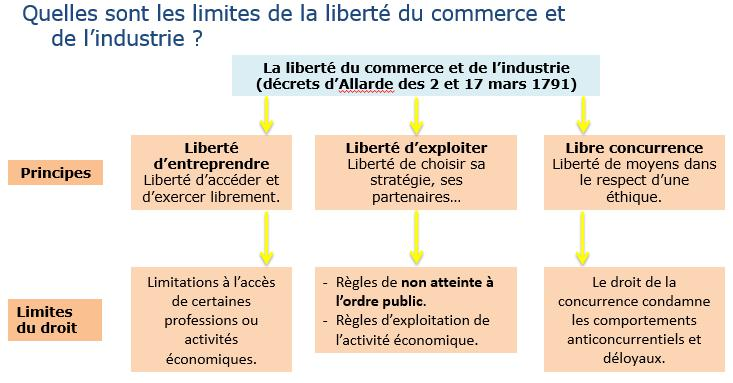 Quelles sont les limites de la liberté du commerce et
de l’industrie ?
La liberté du commerce et de l’industrie
(décrets d’Allarde des 2 et 17 mars 1791)
Principes
Liberté
d’entreprendre
Liberté d’accéder et
d’exercer librement.
Liberté d’exploiter
Liberté de choisir sa
stratégie, ses
partenaires…
Libre concurrence
Liberté de moyens dans
le respect d’une
éthique.
Limites
du droit
Limitations à l’accès
de certaines
professions ou
activités
économiques.
- Règles de non atteinte à
l’ordre public.
- Règles d’exploitation de
l’activité économique.
Le droit de la
concurrence condamne
les comportements
anticoncurrentiels et
déloyaux.